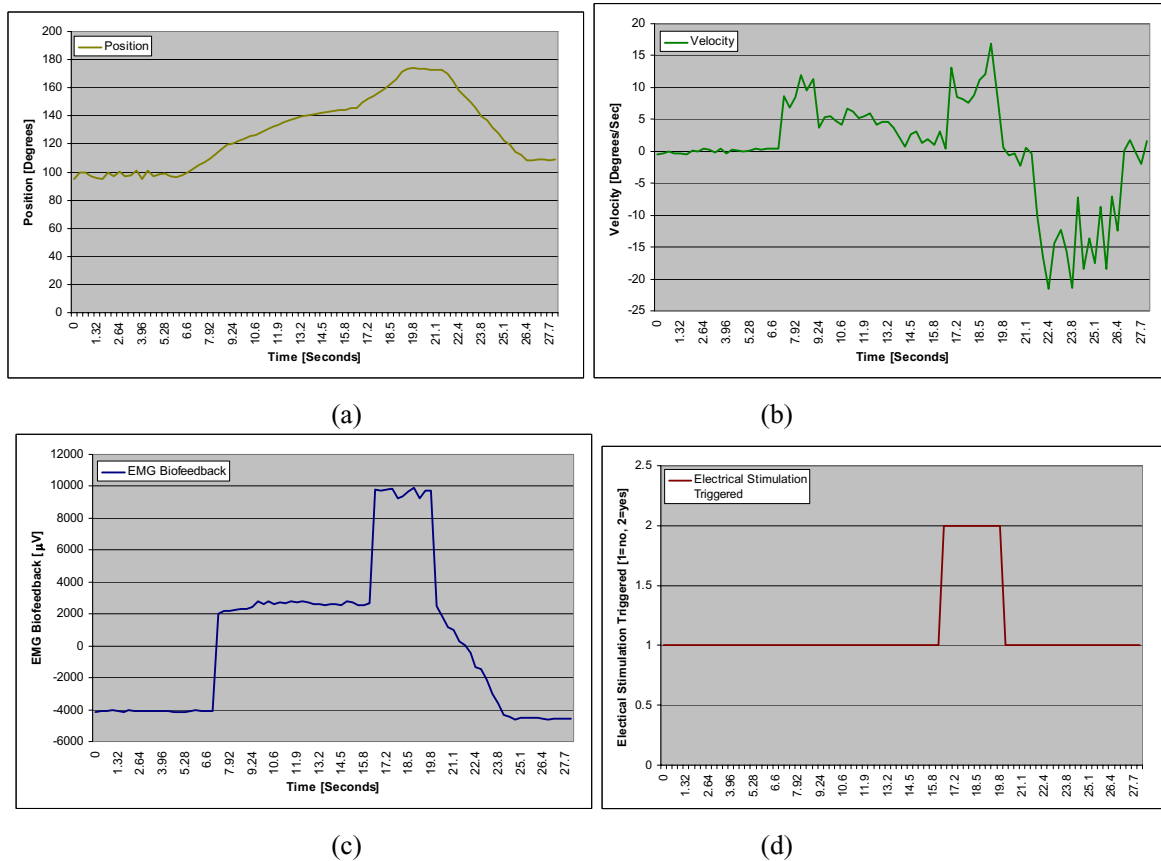 Position
Position [Degrees]
200
180
160
140
120
100
80
60
40
20
0
0 1.32 2.64 3.96 5.28 6.6 7.92 9.24 10.6 11.9 13.2 14.5 15.8 17.2 18.5 19.8 21.1 22.4 23.8 25.1 26.4 27.7
Time [Seconds]
(a)
Velocity
Velocity [Degrees/Sec]
20
15
10
5
0
-5
-10
-15
-20
-25
0 1.32 2.64 3.96 5.28 6.6 7.92 9.24 10.6 11.9 13.2 14.5 15.8 17.2 18.5 19.8 21.1 22.4 23.8 25.1 26.4 27.7
Time [Seconds]
(b)
EMG Biofeedback
EMG Biofeedback [µV]
12000
10000
8000
6000
4000
2000
0
-2000
-4000
-6000
0 1.32 2.64 3.96 5.28 6.6 7.92 9.24 10.6 11.9 13.2 14.5 15.8 17.2 18.5 19.8 21.1 22.4 23.8 25.1 26.4 27.7
Time [Seconds]
(c)
Electrical Stimulation
Triggered
Electical Stimulation Triggered [1=no, 2=yes]
2.5
2
1.5
1
0.5
0
0 1.32 2.64 3.96 5.28 6.6 7.92 9.24 10.6 11.9 13.2 14.5 15.8 17.2 18.5 19.8 21.1 22.4 23.8 25.1 26.4 27.7
Time [Seconds]
(d)